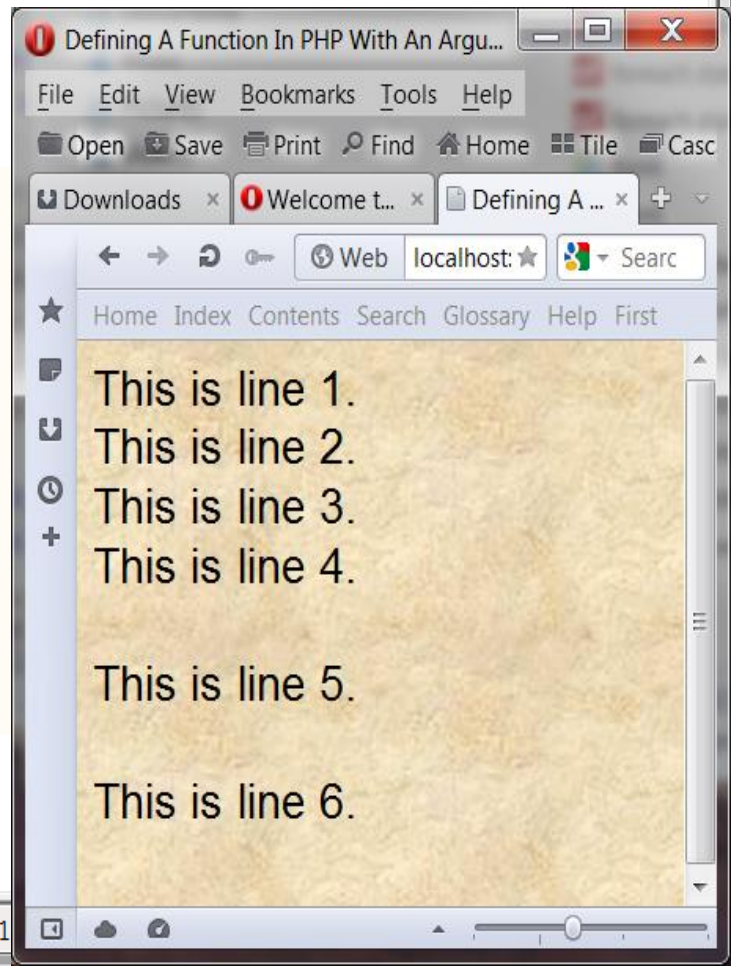 Defining A Function In PHP With An Argu...
File Edit View Bookmarks Tools Help
Open Save Print Find Home Tile Casc
Downloads Welcome t... Defining A ...
Web localhost: Searc
Home Index Contents Search Glossary Help First
This is line 1.
This is line 2.
This is line 3.
This is line 4.
This is line 5.
This is line 6.
1